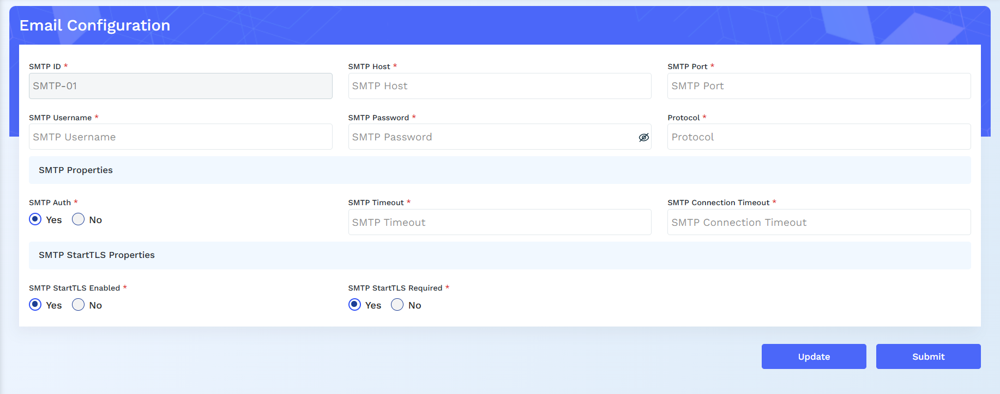 Email Configuration
SMTP ID * SMTP Host * SMTP Port *
SMTP-01 SMTP Host SMTP Port
SMTP Username * SMTP Password * Protocol *
SMTP Username SMTP Password Protocol
SMTP Properties
SMTP Auth * SMTP Timeout * SMTP Connection Timeout *
Yes No SMTP Timeout SMTP Connection Timeout
SMTP StartTLS Properties
SMTP StartTLS Enabled * SMTP StartTLS Required *
Yes No Yes No
Update Submit